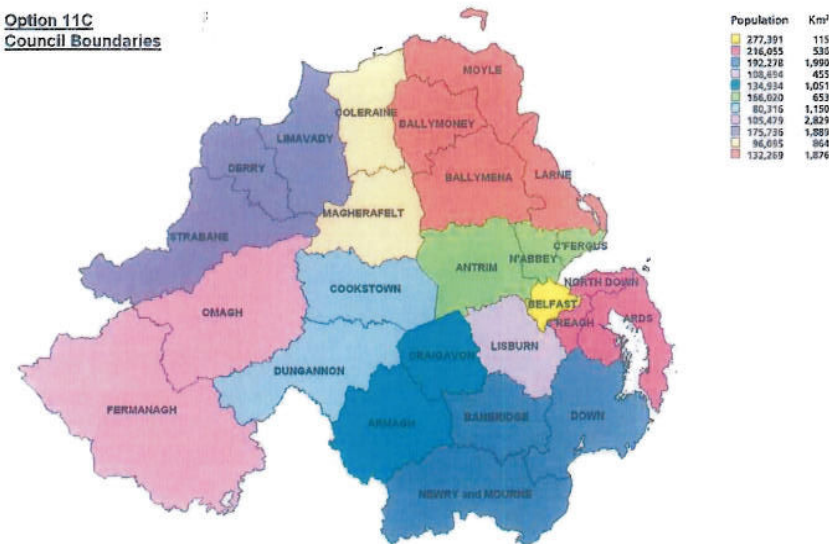 Option 11C
Council Boundaries
Population Km²
277,391 115
216,055 530
192,278 1,990
108,694 455
134,934 1,051
166,020 653
80,316 1,150
105,479 2,829
175,736 1,889
96,095 864
132,269 1,876
MOYLE
COLERAINE
LIMAVADY
BALLYMONEY
DERRY
BALLYMENA
LARNE
MAGHERAFELT
STRABANE
C'FERGUS
N'ABBEY
ANTRIM
NORTH DOWN
COOKSTOWN
BELFAST
OMAGH
C'REAGH
ARDS
LISBURN
CRAIGAVON
DUNGANNON
FERMANAGH
BANBRIDGE
DOWN
ARMAGH
NEWRY and MOURNE